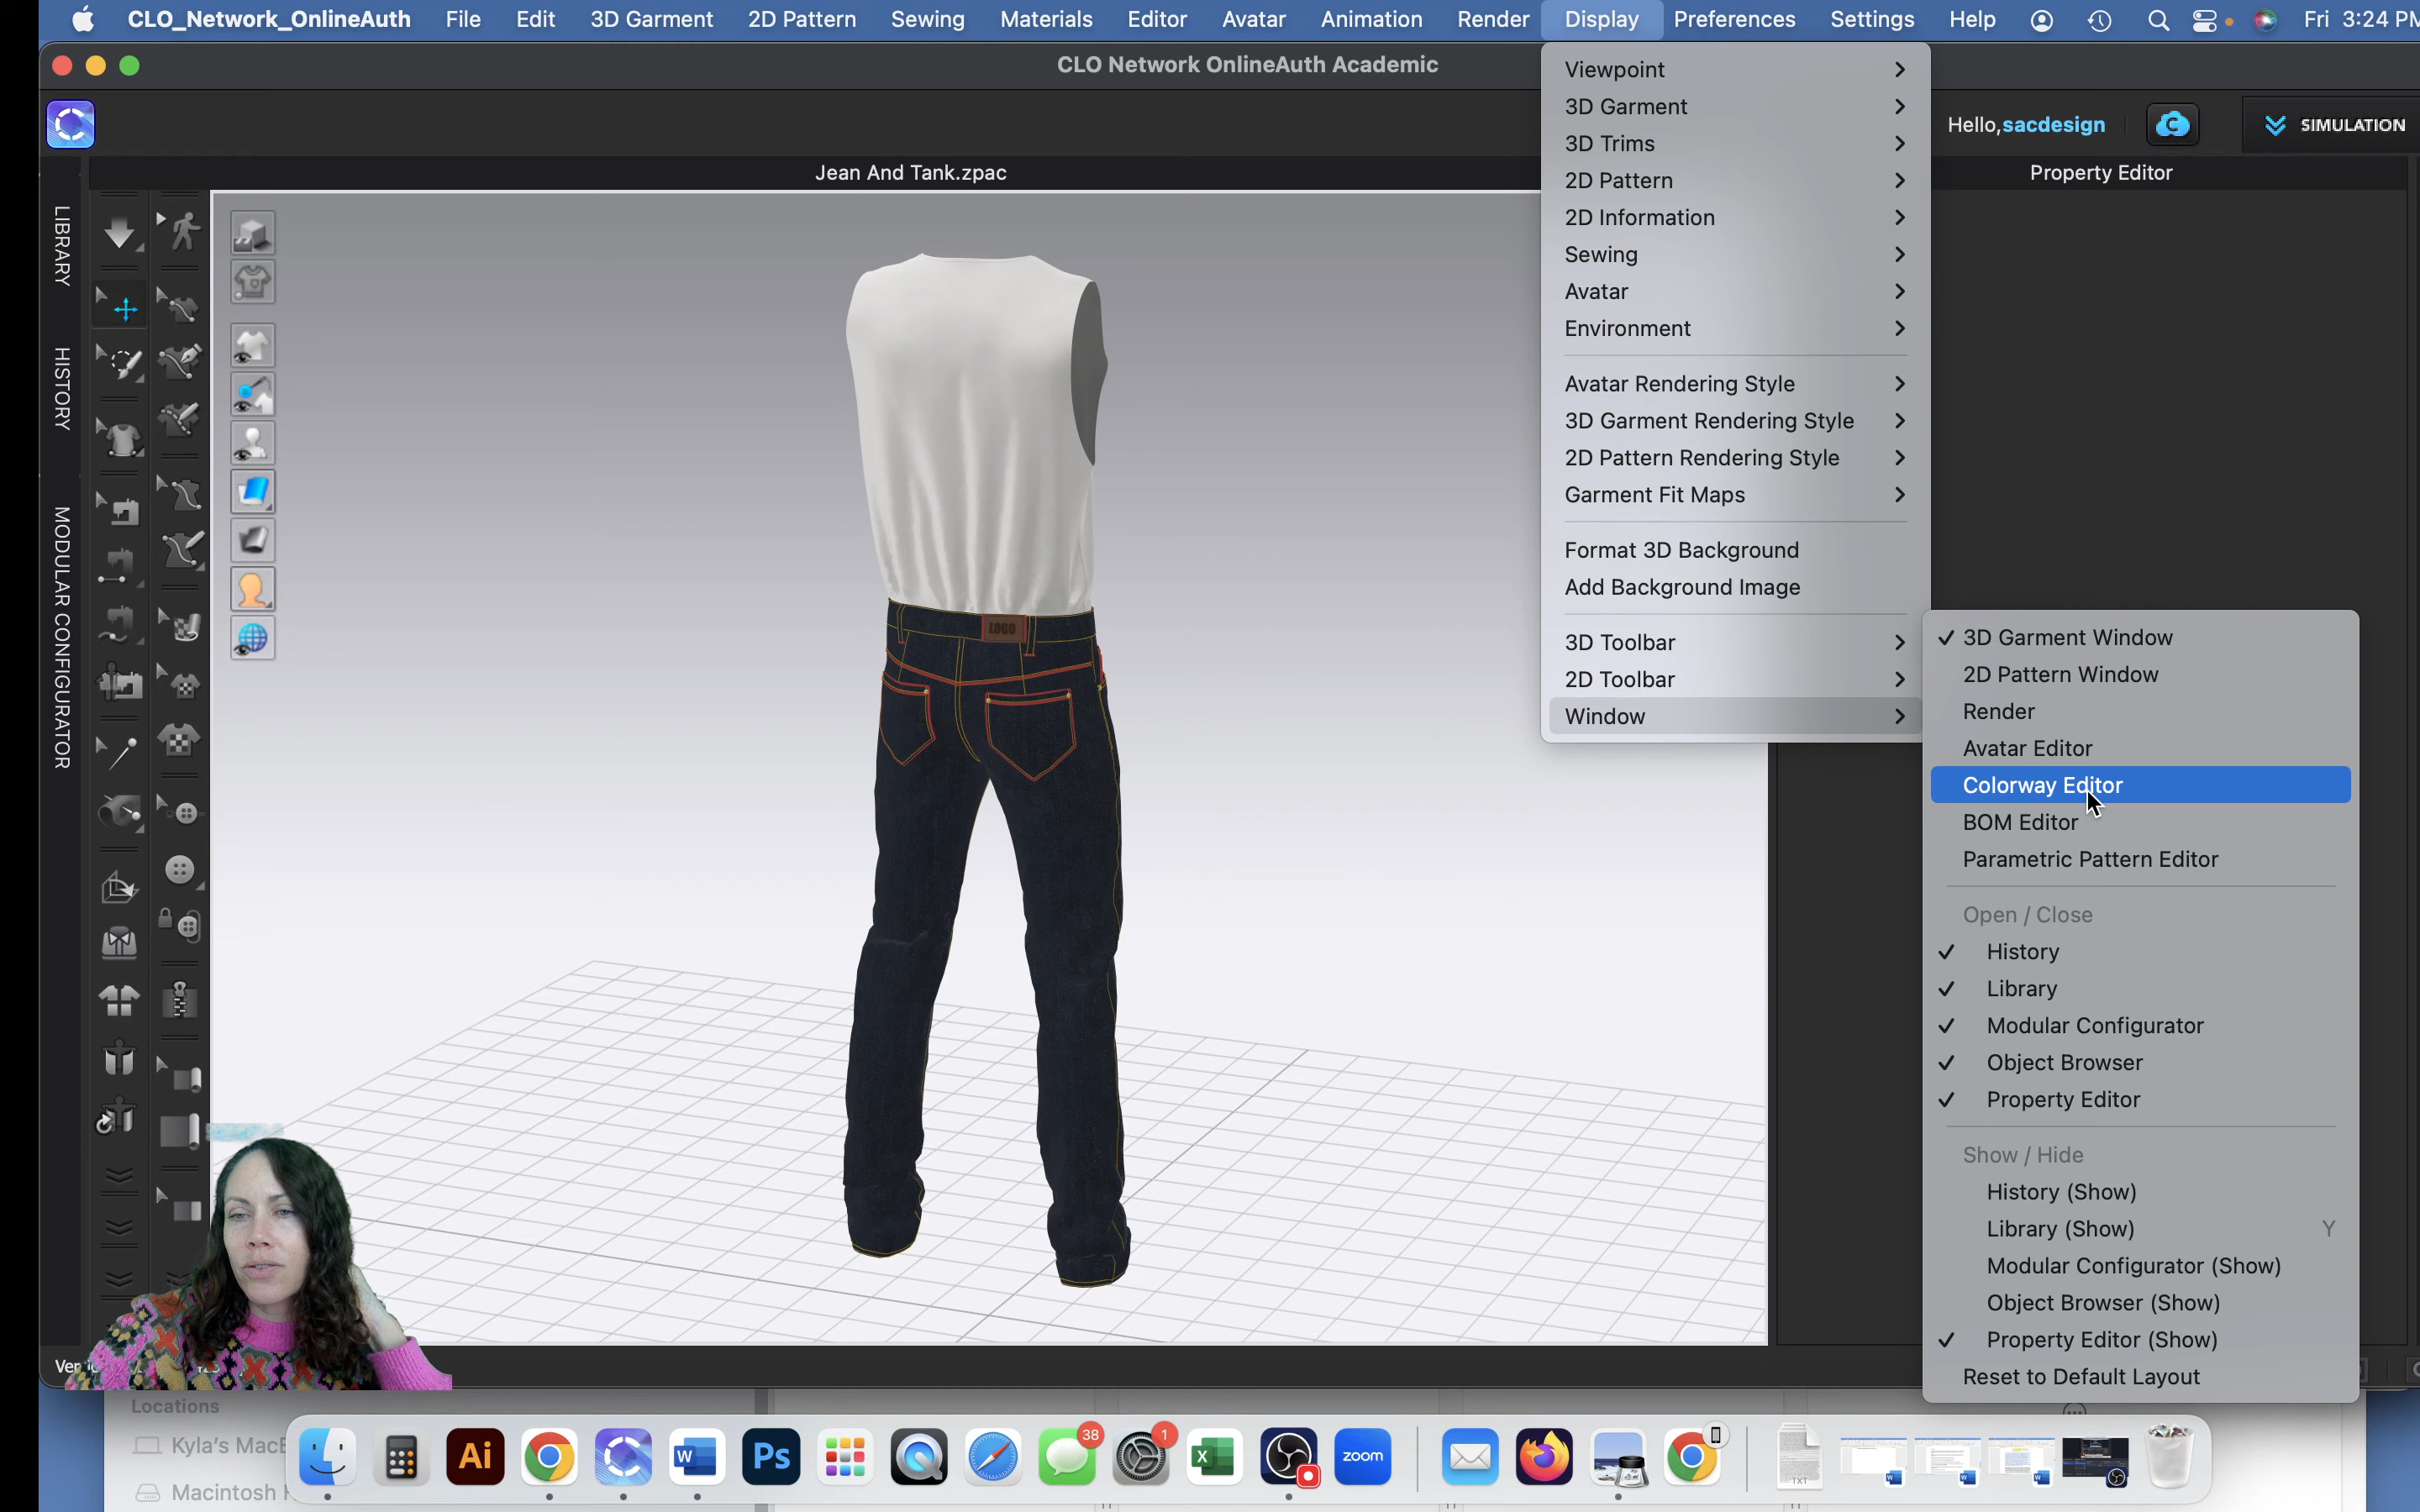 CLO_Network_OnlineAuth File Edit 3D Garment 2D Pattern Sewing Materials Editor Avatar Animation Render Display Preferences Settings Help Fri 3:24 PM
CLO Network OnlineAuth Academic
Hello,sacdesign
SIMULATION
Jean And Tank.zpac
Property Editor
LIBRARY
HISTORY
MODULAR CONFIGURATOR
LOGO
Viewpoint
3D Garment
3D Trims
2D Pattern
2D Information
Sewing
Avatar
Environment
Avatar Rendering Style
3D Garment Rendering Style
2D Pattern Rendering Style
Garment Fit Maps
Format 3D Background
Add Background Image
3D Toolbar
2D Toolbar
Window
3D Garment Window
2D Pattern Window
Render
Avatar Editor
Colorway Editor
BOM Editor
Parametric Pattern Editor
Open / Close
History
Library
Modular Configurator
Object Browser
Property Editor
Show / Hide
History (Show)
Library (Show) Y
Modular Configurator (Show)
Object Browser (Show)
Property Editor (Show)
Reset to Default Layout
Locations
Kyla's
Macintosh
Ai
W
Ps
38
1
X
zoom
TXT
W
W
W